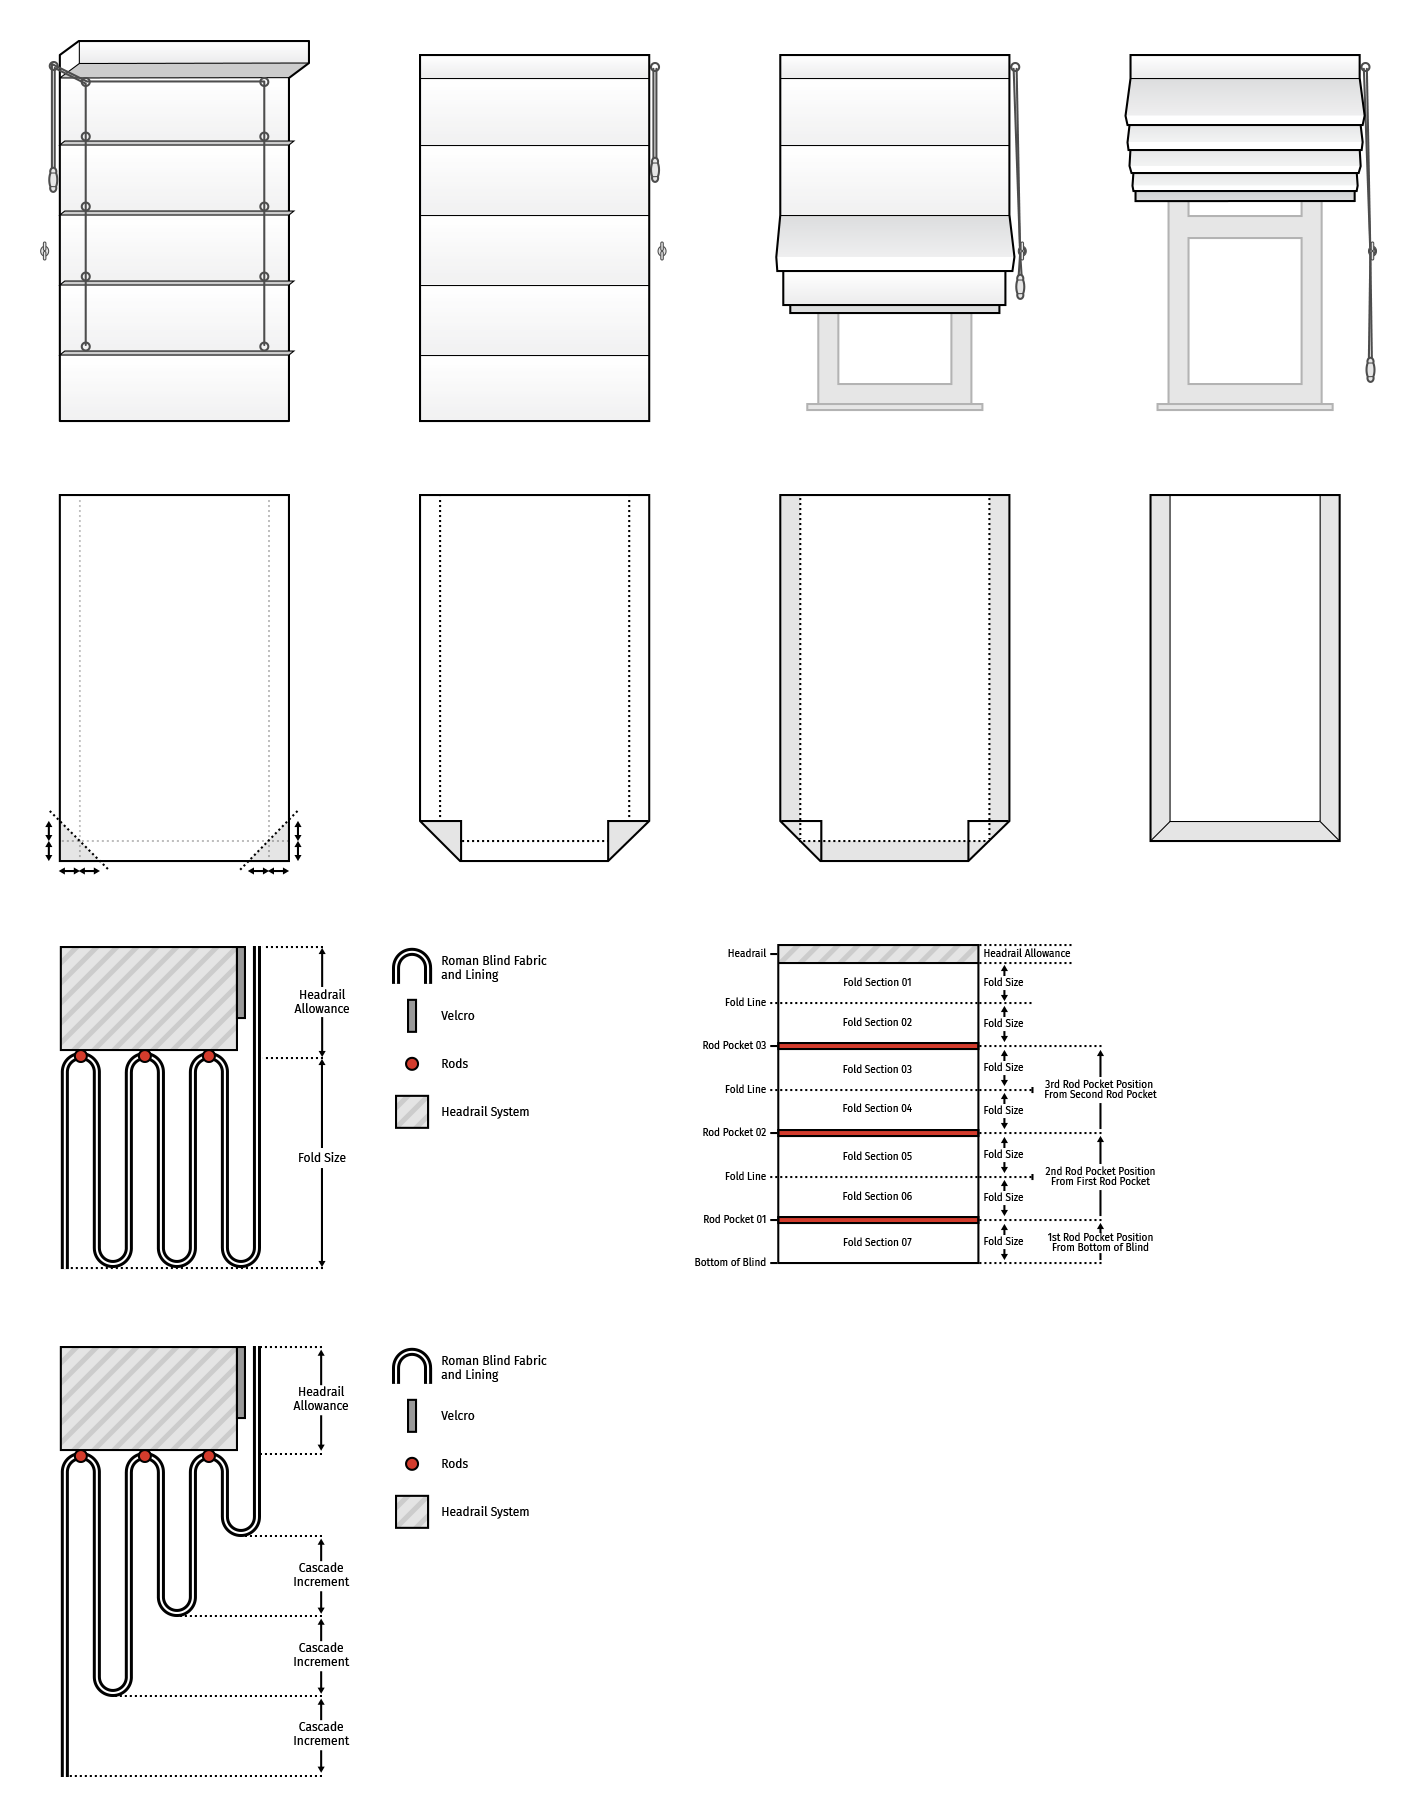 Headrail
Allowance
Fold Size
Roman Blind Fabric
and Lining
Velcro
Rods
Headrail System
Headrail
Headrail Allowance
Fold Section 01
Fold Size
Fold Line
Fold Section 02
Fold Size
Rod Pocket 03
Fold Section 03
Fold Size
Fold Line
3rd Rod Pocket Position
From Second Rod Pocket
Fold Section 04
Fold Size
Rod Pocket 02
Fold Section 05
Fold Size
Fold Line
2nd Rod Pocket Position
From First Rod Pocket
Fold Section 06
Fold Size
Rod Pocket 01
Fold Section 07
Fold Size
1st Rod Pocket Position
From Bottom of Blind
Bottom of Blind
Headrail
Allowance
Cascade
Increment
Cascade
Increment
Cascade
Increment
Roman Blind Fabric
and Lining
Velcro
Rods
Headrail System